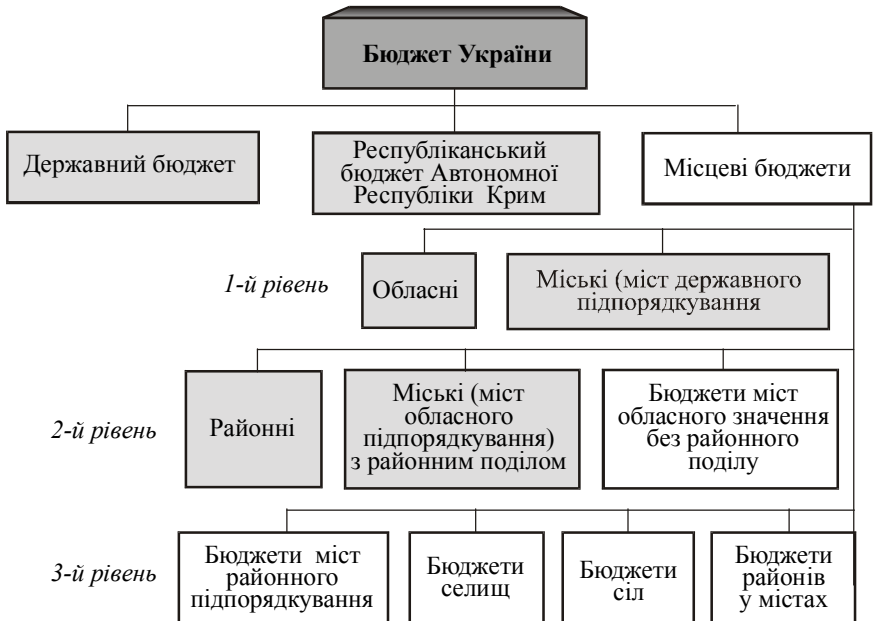 Бюджет України
Державний бюджет
Республіканський
бюджет Автономної
Республіки Крим
Місцеві бюджети
1-й рівень
Обласні
Міські (міст державного
підпорядкування
2-й рівень
Районні
Міські (міст
обласного
підпорядкування)
з районним поділом
Бюджети міст
обласного значення
без районного
поділу
3-й рівень
Бюджети міст
районного
підпорядкування
Бюджети
селищ
Бюджети
сіл
Бюджети
районів
у містах